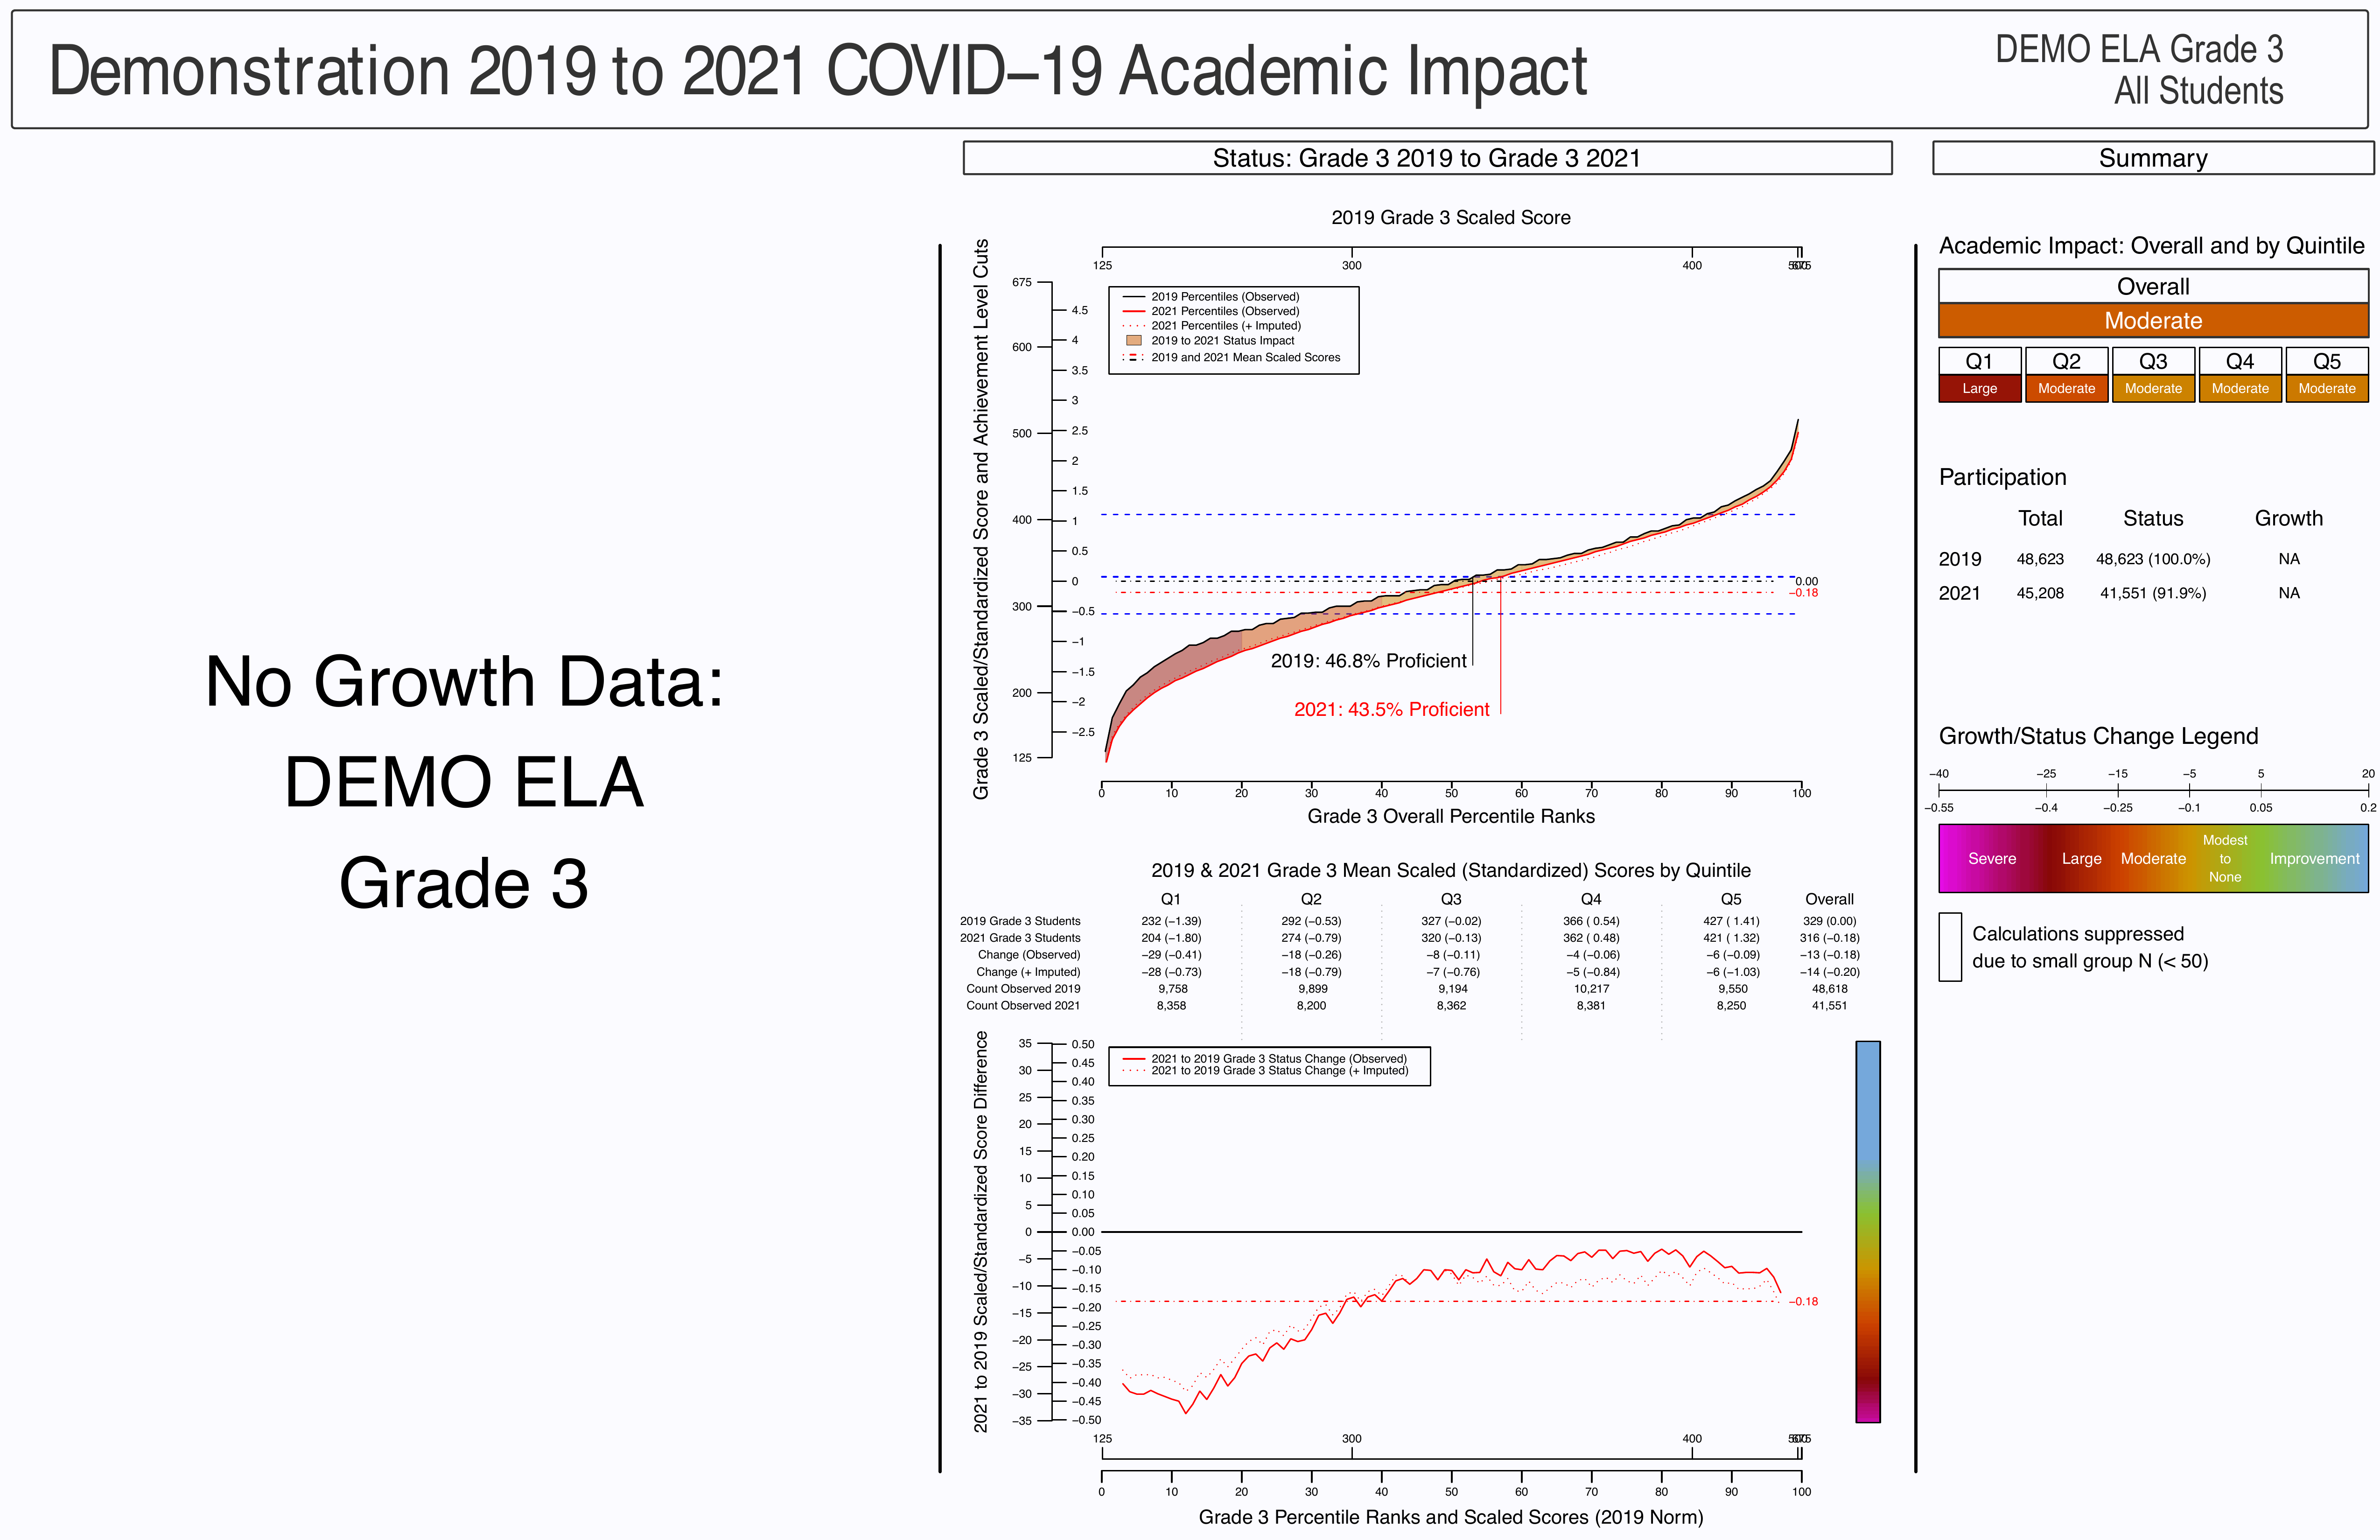 Demonstration 2019 to 2021 COVID–19 Academic Impact
DEMO ELA Grade 3
All Students
No Growth Data:
DEMO ELA
Grade 3
Status: Grade 3 2019 to Grade 3 2021
2019 Grade 3 Scaled Score
125 300 400
Grade 3 Scaled/Standardized Score and Achievement Level Cuts
675
600
500
400
300
200
125
4.5
4
3.5
3
2.5
2
1.5
1
0.5
0
−0.5
−1
−1.5
−2
−2.5
2019 Percentiles (Observed)
2021 Percentiles (Observed)
2021 Percentiles (+ Imputed)
2019 to 2021 Status Impact
2019 and 2021 Mean Scaled Scores
0.00
−0.18
2019: 46.8% Proficient
2021: 43.5% Proficient
0 10 20 30 40 50 60 70 80 90 100
Grade 3 Overall Percentile Ranks
2019 & 2021 Grade 3 Mean Scaled (Standardized) Scores by Quintile
Q1 Q2 Q3 Q4 Q5 Overall
2019 Grade 3 Students 232 (−1.39) 292 (−0.53) 327 (−0.02) 366 ( 0.54) 427 ( 1.41) 329 (0.00)
2021 Grade 3 Students 204 (−1.80) 274 (−0.79) 320 (−0.13) 362 ( 0.48) 421 ( 1.32) 316 (−0.18)
Change (Observed) −29 (−0.41) −18 (−0.26) −8 (−0.11) −4 (−0.06) −6 (−0.09) −13 (−0.18)
Change (+ Imputed) −28 (−0.73) −18 (−0.79) −7 (−0.76) −5 (−0.84) −6 (−1.03) −14 (−0.20)
Count Observed 2019 9,758 9,899 9,194 10,217 9,550 48,618
Count Observed 2021 8,358 8,200 8,362 8,381 8,250 41,551
2021 to 2019 Scaled/Standardized Score Difference
35
30
25
20
15
10
5
0
−5
−10
−15
−20
−25
−30
−35
0.50
0.45
0.40
0.35
0.30
0.25
0.20
0.15
0.10
0.05
0.00
−0.05
−0.10
−0.15
−0.20
−0.25
−0.30
−0.35
−0.40
−0.45
−0.50
2021 to 2019 Grade 3 Status Change (Observed)
2021 to 2019 Grade 3 Status Change (+ Imputed)
−0.18
125 300 400
0 10 20 30 40 50 60 70 80 90 100
Grade 3 Percentile Ranks and Scaled Scores (2019 Norm)
Summary
Academic Impact: Overall and by Quintile
Overall
Moderate
Q1 Q2 Q3 Q4 Q5
Large Moderate Moderate Moderate Moderate
Participation
Total Status Growth
2019 48,623 48,623 (100.0%) NA
2021 45,208 41,551 (91.9%) NA
Growth/Status Change Legend
−40 −25 −15 −5 5 20
−0.55 −0.4 −0.25 −0.1 0.05 0.2
Severe Large Moderate
Modest
to
None
Improvement
Calculations suppressed
due to small group N (< 50)